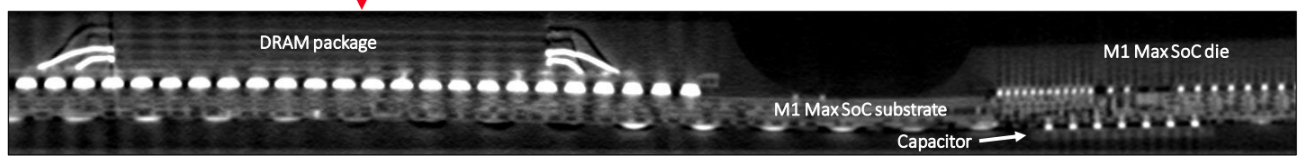 DRAM package
M1 Max SoC die
M1 Max SoC substrate
Capacitor